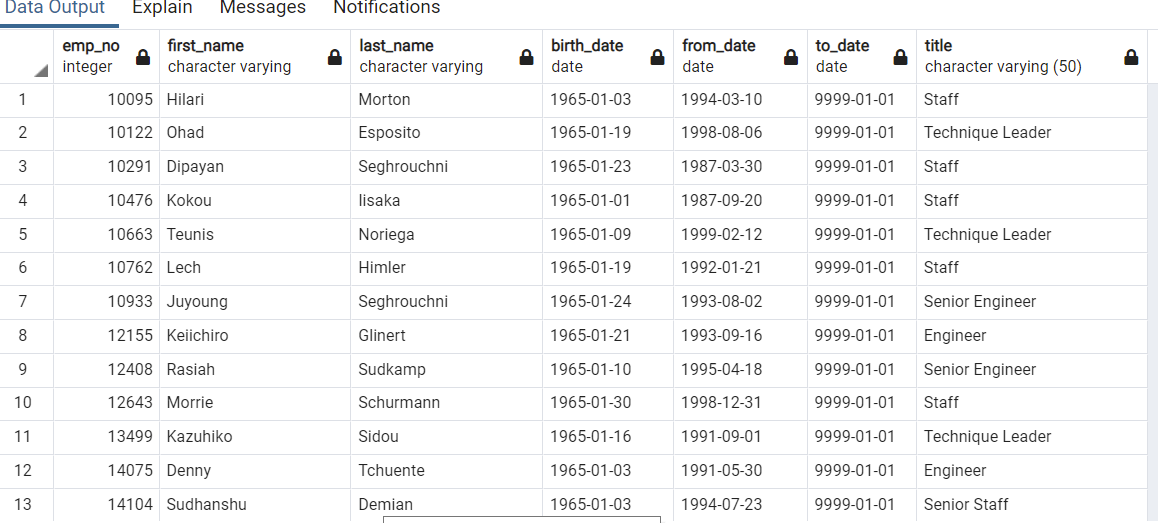 Data Output Explain Messages Notifications
emp_no first_name last_name birth_date from_date to_date title
integer character varying character varying date date date character varying (50)
1 10095 Hilari Morton 1965-01-03 1994-03-10 9999-01-01 Staff
2 10122 Ohad Esposito 1965-01-19 1998-08-06 9999-01-01 Technique Leader
3 10291 Dipayan Seghrouchni 1965-01-23 1987-03-30 9999-01-01 Staff
4 10476 Kokou Iisaka 1965-01-01 1987-09-20 9999-01-01 Staff
5 10663 Teunis Noriega 1965-01-09 1999-02-12 9999-01-01 Technique Leader
6 10762 Lech Himler 1965-01-19 1992-01-21 9999-01-01 Staff
7 10933 Juyoung Seghrouchni 1965-01-24 1993-08-02 9999-01-01 Senior Engineer
8 12155 Keiichiro Glinert 1965-01-21 1993-09-16 9999-01-01 Engineer
9 12408 Rasiah Sudkamp 1965-01-10 1995-04-18 9999-01-01 Senior Engineer
10 12643 Morrie Schurmann 1965-01-30 1998-12-31 9999-01-01 Staff
11 13499 Kazuhiko Sidou 1965-01-16 1991-09-01 9999-01-01 Technique Leader
12 14075 Denny Tchuente 1965-01-03 1991-05-30 9999-01-01 Engineer
13 14104 Sudhanshu Demian 1965-01-03 1994-07-23 9999-01-01 Senior Staff